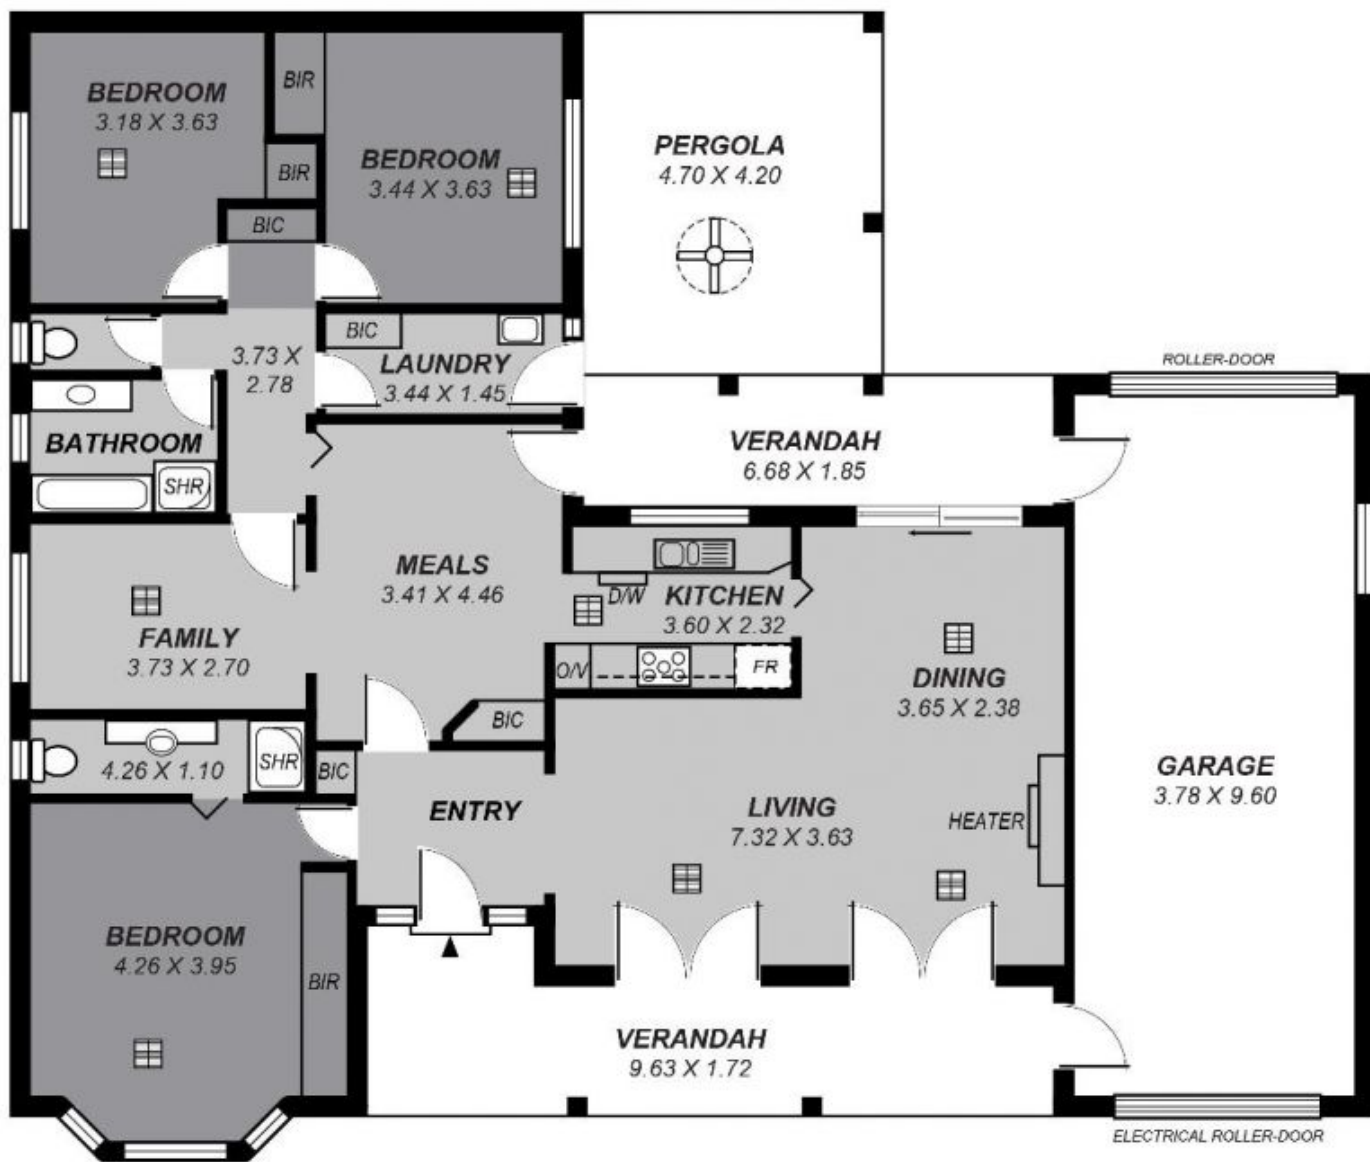 BEDROOM
3.18 X 3.63
BIR
BIR
BEDROOM
3.44 X 3.63
BIC
PERGOLA
4.70 X 4.20
3.73 X
2.78
BIC
LAUNDRY
3.44 X 1.45
ROLLER-DOOR
BATHROOM
SHR
VERANDAH
6.68 X 1.85
MEALS
3.41 X 4.46
D/W
KITCHEN
3.60 X 2.32
FAMILY
3.73 X 2.70
O/V
FR
DINING
3.65 X 2.38
BIC
4.26 X 1.10
SHR
BIC
ENTRY
LIVING
7.32 X 3.63
HEATER
GARAGE
3.78 X 9.60
BEDROOM
4.26 X 3.95
BIR
VERANDAH
9.63 X 1.72
ELECTRICAL ROLLER-DOOR